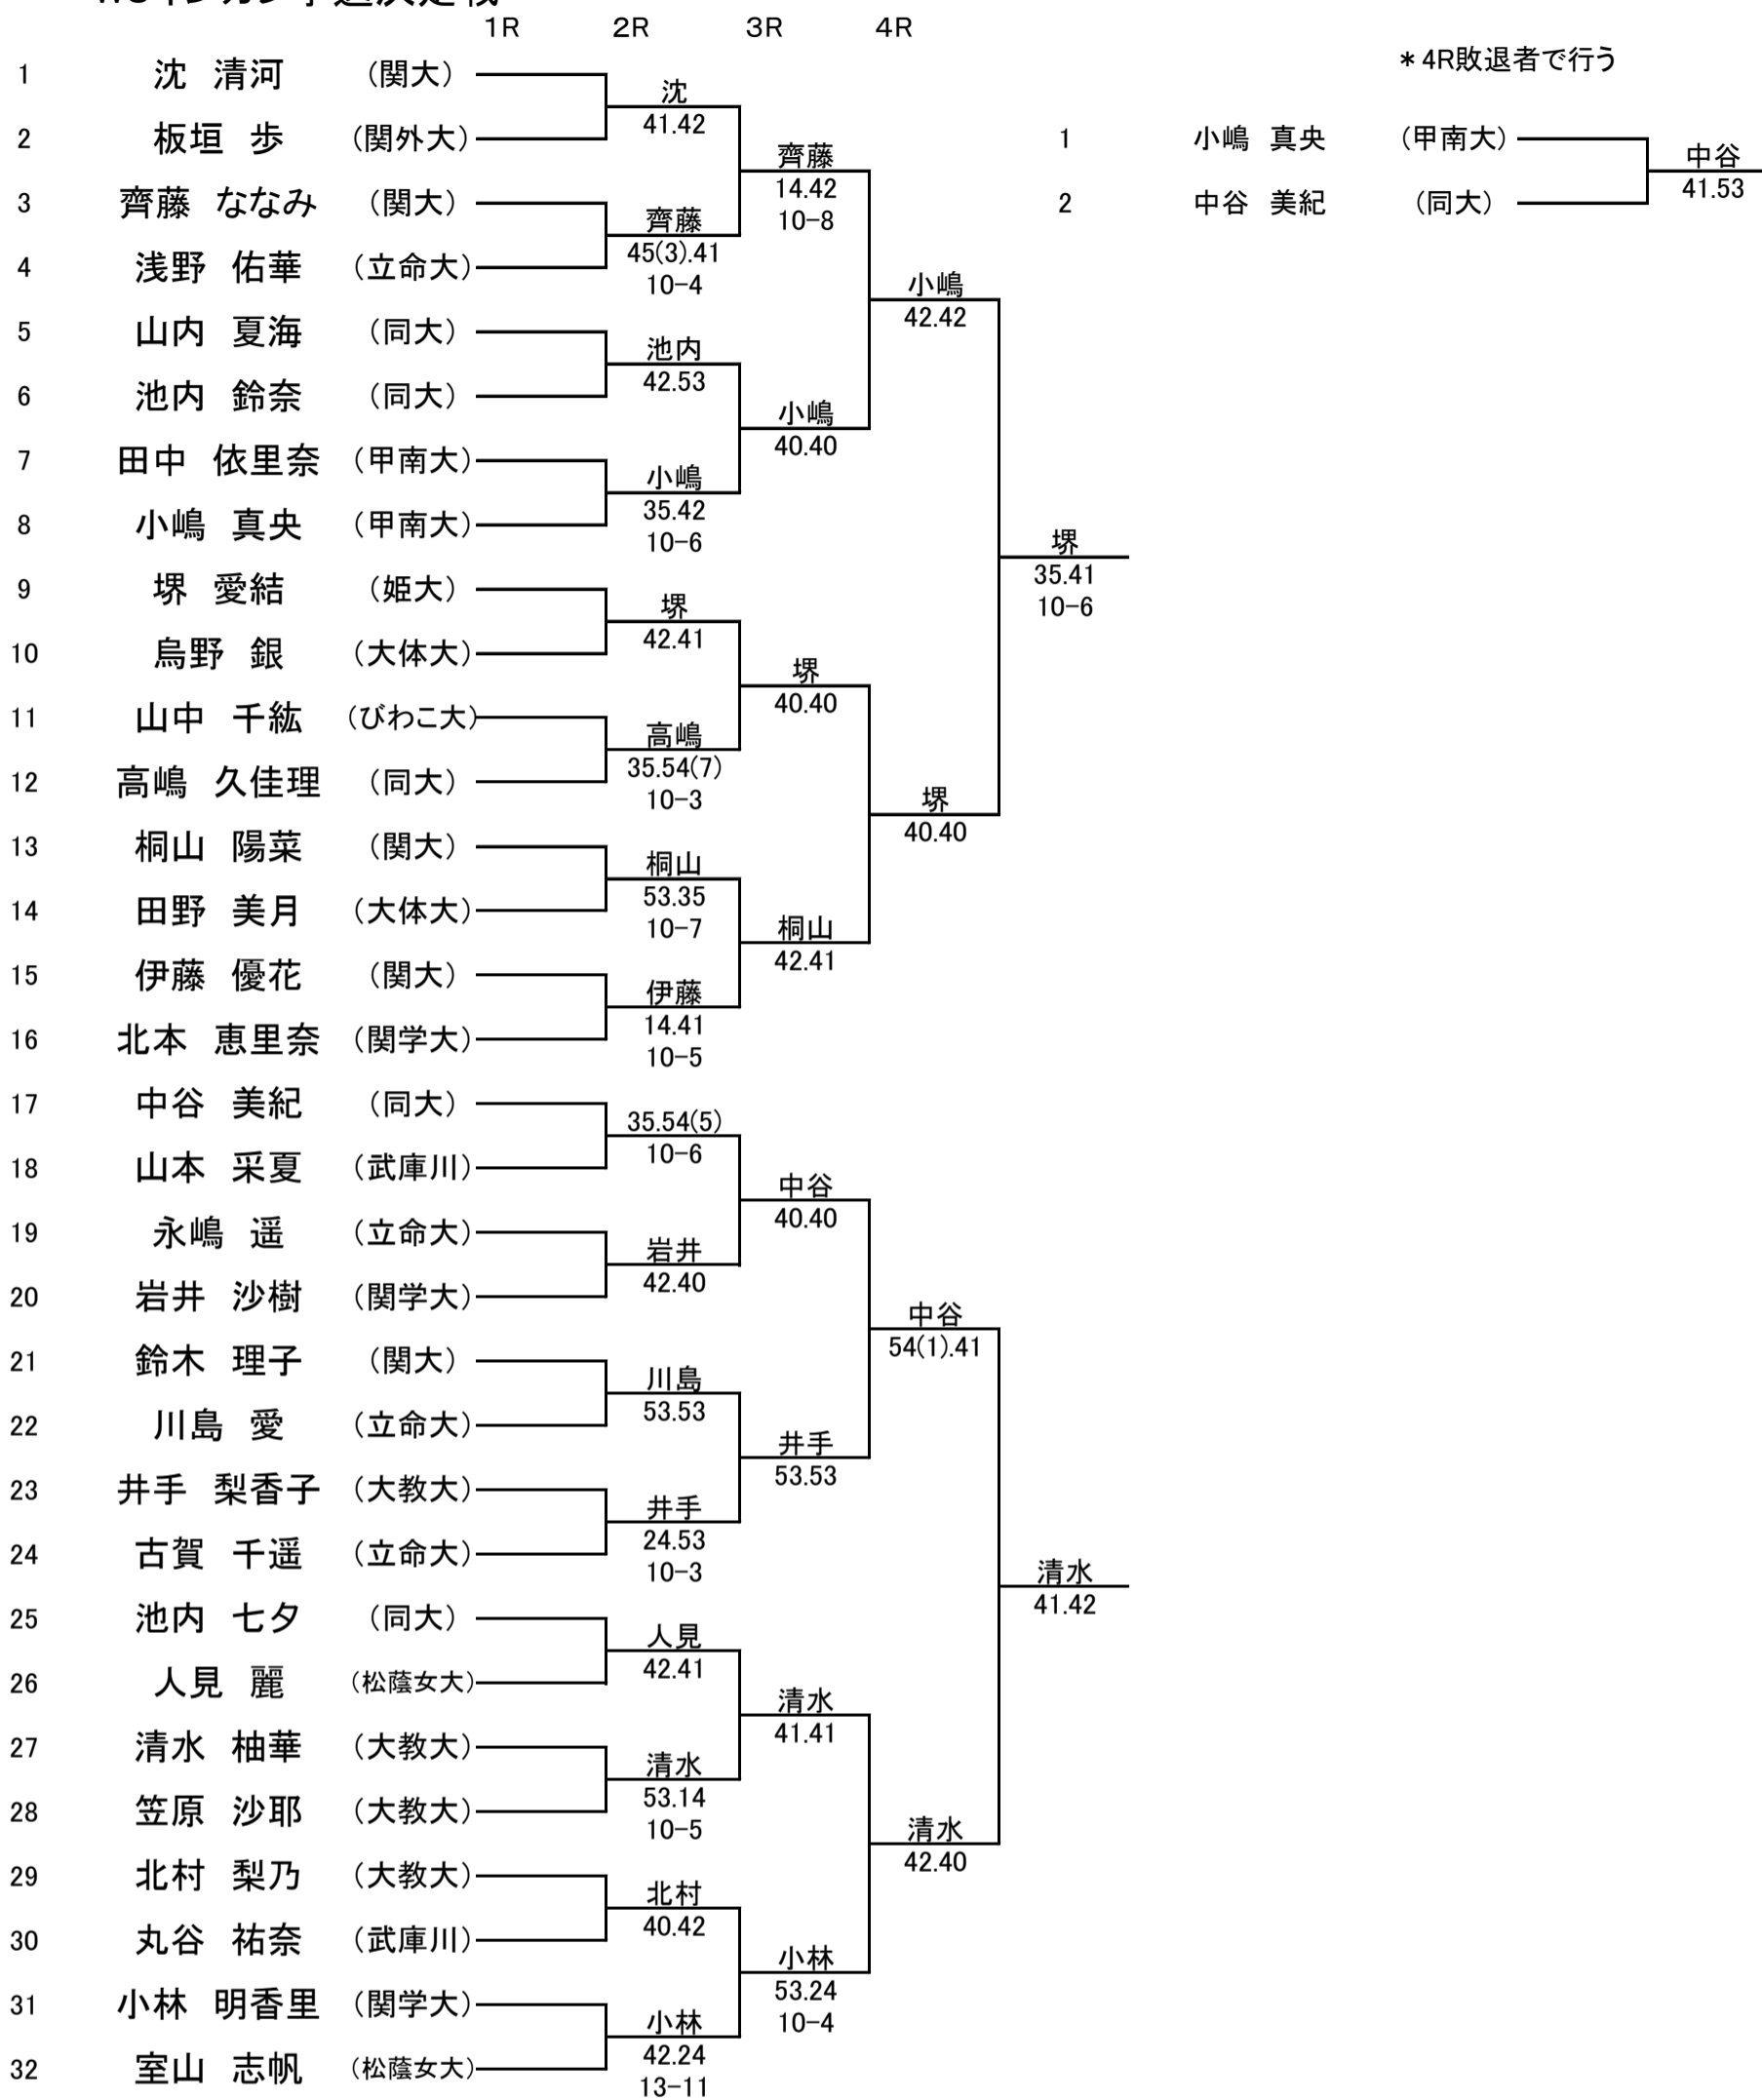 1R 2R 3R 4R
＊4R敗退者で行う
1 沈 清河 （関大）
2 板垣 歩 （関外大）
3 齊藤 ななみ （関大）
4 浅野 佑華 （立命大）
5 山内 夏海 （同大）
6 池内 鈴奈 （同大）
7 田中 依里奈 （甲南大）
8 小嶋 真央 （甲南大）
9 堺 愛結 （姫大）
10 烏野 銀 （大体大）
11 山中 千紘 （びわこ大）
12 高嶋 久佳理 （同大）
13 桐山 陽菜 （関大）
14 田野 美月 （大体大）
15 伊藤 優花 （関大）
16 北本 恵里奈 （関学大）
17 中谷 美紀 （同大）
18 山本 采夏 （武庫川）
19 永嶋 遥 （立命大）
20 岩井 沙樹 （関学大）
21 鈴木 理子 （関大）
22 川島 愛 （立命大）
23 井手 梨香子 （大教大）
24 古賀 千遥 （立命大）
25 池内 七夕 （同大）
26 人見 麗 （松蔭女大）
27 清水 柚華 （大教大）
28 笠原 沙耶 （大教大）
29 北村 梨乃 （大教大）
30 丸谷 祐奈 （武庫川）
31 小林 明香里 （関学大）
32 室山 志帆 （松蔭女大）
沈
41.42
齊藤
45(3).41
10-4
池内
42.53
小嶋
35.42
10-6
堺
42.41
高嶋
35.54(7)
10-3
桐山
53.35
10-7
伊藤
14.41
10-5
35.54(5)
10-6
岩井
42.40
川島
53.53
井手
24.53
10-3
人見
42.41
清水
53.14
10-5
北村
40.42
小林
42.24
13-11
齊藤
14.42
10-8
小嶋
40.40
堺
40.40
桐山
42.41
中谷
40.40
井手
53.53
清水
41.41
小林
53.24
10-4
小嶋
42.42
堺
40.40
中谷
54(1).41
清水
42.40
堺
35.41
10-6
清水
41.42
1 小嶋 真央 （甲南大）
2 中谷 美紀 （同大）
中谷
41.53